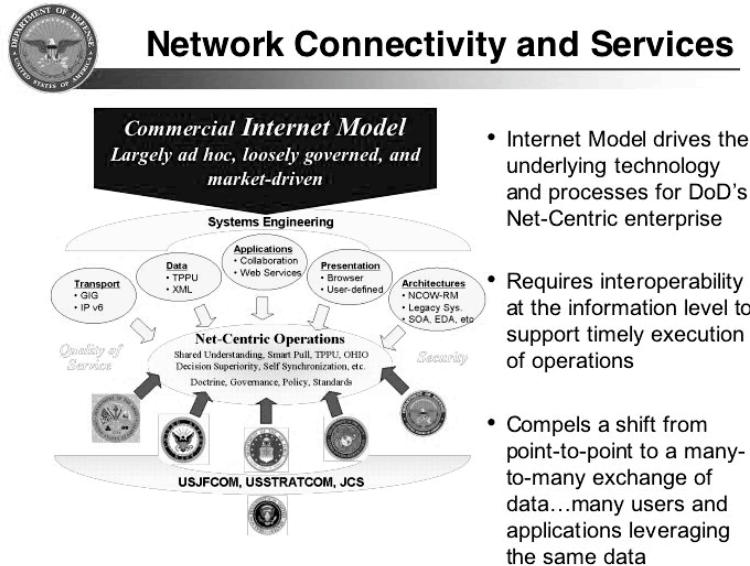 Network Connectivity and Services
DEPARTMENT OF DEFENSE
UNITED STATES OF AMERICA
Commercial Internet Model
Largely ad hoc, loosely governed, and
market-driven
Systems Engineering
Transport
• GIG
• IP v6
Data
• TPPU
• XML
Applications
• Collaboration
• Web Services
Presentation
• Browser
• User-defined
Architectures
• NCOW-RM
• Legacy Sys.
• SOA, EDA, etc
Quality of
Service
Security
Net-Centric Operations
Shared Understanding, Smart Pull, TPPU, OHIO
Decision Superiority, Self Synchronization, etc.
Doctrine, Governance, Policy, Standards
USJFCOM, USSTRATCOM, JCS
• Internet Model drives the
underlying technology
and processes for DoD's
Net-Centric enterprise
• Requires interoperability
at the information level to
support timely execution
of operations
• Compels a shift from
point-to-point to a many-
to-many exchange of
data…many users and
applications leveraging
the same data